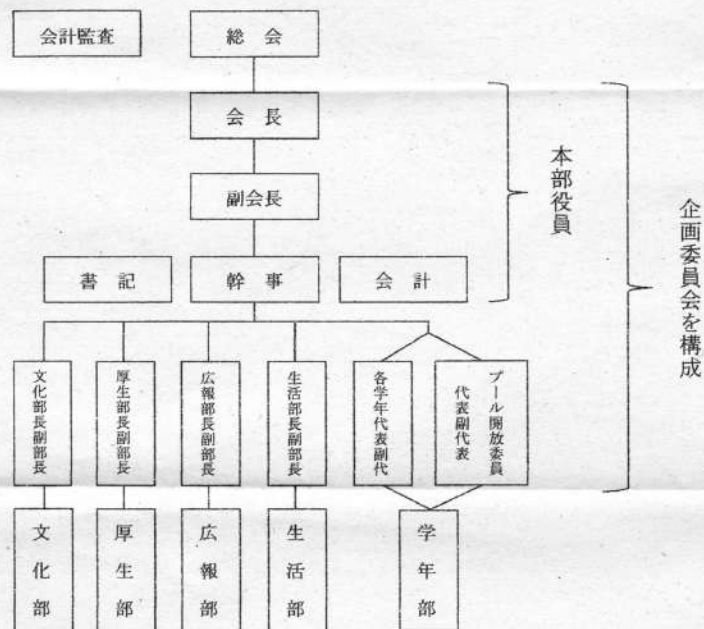 会計監査
総会
会長
副会長
書記
幹事
会計
本部役員
企画委員会を構成
文化部長副部長
厚生部長副部長
広報部長副部長
生活部長副部長
各学年代表副代
プール開放委員
代表副代表
文化部
厚生部
広報部
生活部
学年部